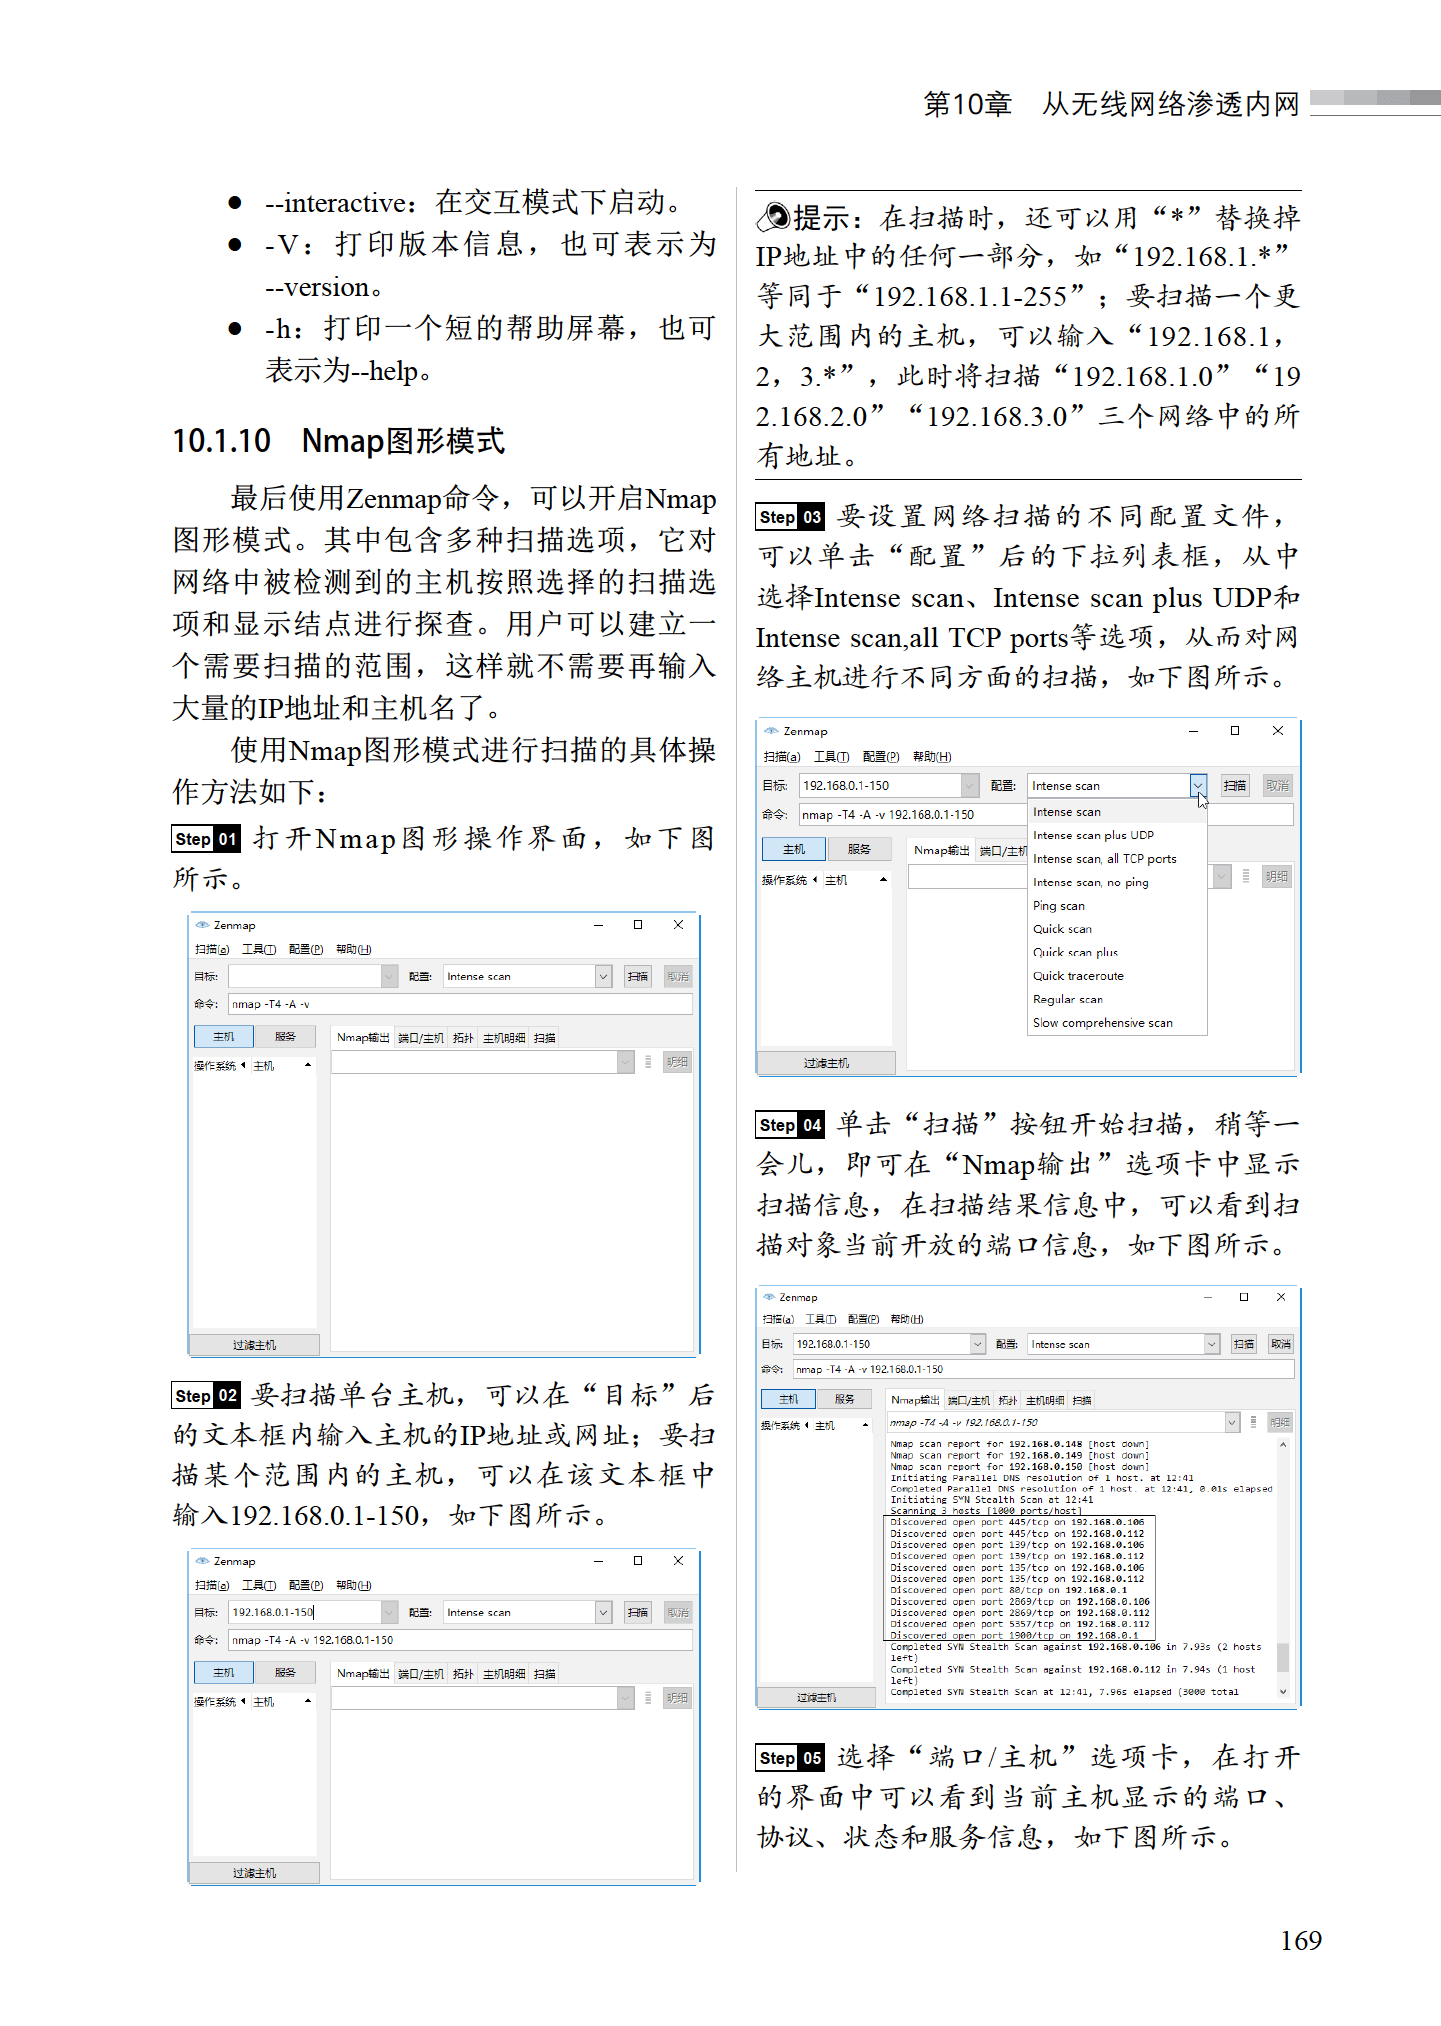 第10章 从无线网络渗透内网
● --interactive：在交互模式下启动。
● -V：打印版本信息，也可表示为
--version。
● -h：打印一个短的帮助屏幕，也可
表示为--help。
10.1.10 Nmap图形模式
最后使用Zenmap命令，可以开启Nmap
图形模式。其中包含多种扫描选项，它对
网络中被检测到的主机按照选择的扫描选
项和显示结点进行探查。用户可以建立一
个需要扫描的范围，这样就不需要再输入
大量的IP地址和主机名了。
使用Nmap图形模式进行扫描的具体操
作方法如下：
Step 01 打开Nmap图形操作界面，如下图
所示。
Zenmap
扫描(a) 工具(T) 配置(P) 帮助(H)
目标: 配置: Intense scan 扫描 取消
命令: nmap -T4 -A -v
主机 服务 Nmap输出 端口/主机 拓扑 主机明细 扫描
操作系统 主机 明细
过滤主机
Step 02 要扫描单台主机，可以在“目标”后
的文本框内输入主机的IP地址或网址；要扫
描某个范围内的主机，可以在该文本框中
输入192.168.0.1-150，如下图所示。
Zenmap
扫描(a) 工具(T) 配置(P) 帮助(H)
目标: 192.168.0.1-150 配置: Intense scan 扫描 取消
命令: nmap -T4 -A -v 192.168.0.1-150
主机 服务 Nmap输出 端口/主机 拓扑 主机明细 扫描
操作系统 主机 明细
过滤主机
提示：在扫描时，还可以用“*”替换掉
IP地址中的任何一部分，如“192.168.1.*”
等同于“192.168.1.1-255”；要扫描一个更
大范围内的主机，可以输入“192.168.1，
2，3.*”，此时将扫描“192.168.1.0”“19
2.168.2.0”“192.168.3.0”三个网络中的所
有地址。
Step 03 要设置网络扫描的不同配置文件，
可以单击“配置”后的下拉列表框，从中
选择Intense scan、Intense scan plus UDP和
Intense scan,all TCP ports等选项，从而对网
络主机进行不同方面的扫描，如下图所示。
Zenmap
扫描(a) 工具(T) 配置(P) 帮助(H)
目标: 192.168.0.1-150 配置: Intense scan 扫描 取消
命令: nmap -T4 -A -v 192.168.0.1-150
主机 服务 Nmap输出 端口/主机
操作系统 主机 明细
Intense scan
Intense scan plus UDP
Intense scan, all TCP ports
Intense scan, no ping
Ping scan
Quick scan
Quick scan plus
Quick traceroute
Regular scan
Slow comprehensive scan
过滤主机
Step 04 单击“扫描”按钮开始扫描，稍等一
会儿，即可在“Nmap输出”选项卡中显示
扫描信息，在扫描结果信息中，可以看到扫
描对象当前开放的端口信息，如下图所示。
Zenmap
扫描(a) 工具(T) 配置(P) 帮助(H)
目标: 192.168.0.1-150 配置: Intense scan 扫描 取消
命令: nmap -T4 -A -v 192.168.0.1-150
主机 服务 Nmap输出 端口/主机 拓扑 主机明细 扫描
操作系统 主机 nmap -T4 -A -v 192.168.0.1-150 明细
Nmap scan report for 192.168.0.148 [host down]
Nmap scan report for 192.168.0.149 [host down]
Nmap scan report for 192.168.0.150 [host down]
Initiating Parallel DNS resolution of 1 host. at 12:41
Completed Parallel DNS resolution of 1 host. at 12:41, 0.01s elapsed
Initiating SYN Stealth Scan at 12:41
Scanning 3 hosts [1000 ports/host]
Discovered open port 445/tcp on 192.168.0.106
Discovered open port 445/tcp on 192.168.0.112
Discovered open port 139/tcp on 192.168.0.106
Discovered open port 139/tcp on 192.168.0.112
Discovered open port 135/tcp on 192.168.0.106
Discovered open port 135/tcp on 192.168.0.112
Discovered open port 80/tcp on 192.168.0.1
Discovered open port 2869/tcp on 192.168.0.106
Discovered open port 2869/tcp on 192.168.0.112
Discovered open port 5357/tcp on 192.168.0.112
Discovered open port 1900/tcp on 192.168.0.1
Completed SYN Stealth Scan against 192.168.0.106 in 7.93s (2 hosts
left)
Completed SYN Stealth Scan against 192.168.0.112 in 7.94s (1 host
left)
Completed SYN Stealth Scan at 12:41, 7.96s elapsed (3000 total
过滤主机
Step 05 选择“端口/主机”选项卡，在打开
的界面中可以看到当前主机显示的端口、
协议、状态和服务信息，如下图所示。
169